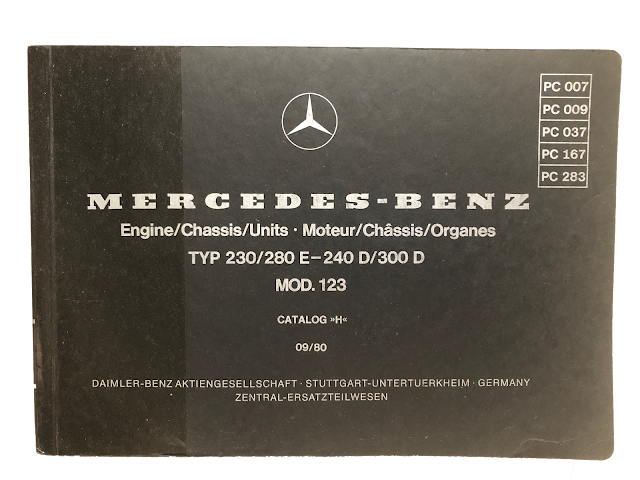 PC 007
PC 009
PC 037
PC 167
PC 283
MERCEDES-BENZ
Engine/Chassis/Units · Moteur/Châssis/Organes
TYP 230/280 E–240 D/300 D
MOD. 123
CATALOG »H«
09/80
DAIMLER-BENZ AKTIENGESELLSCHAFT · STUTTGART-UNTERTUERKHEIM · GERMANY
ZENTRAL-ERSATZTEILWESEN